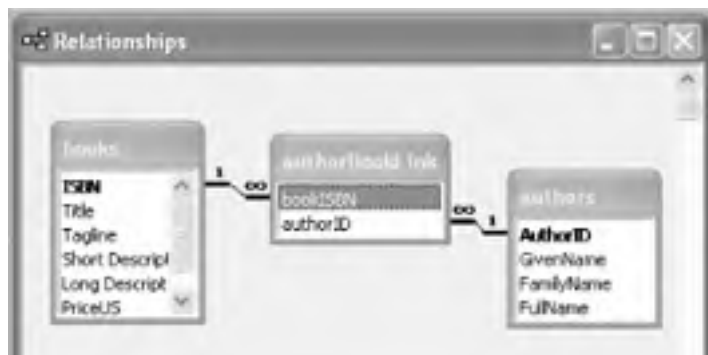 Relationships
books
ISBN
Title
Tagline
Short Descript
Long Descript
PriceUS
1
∞
authorBookLink
bookISBN
authorID
∞
1
authors
AuthorID
GivenName
FamilyName
FullName